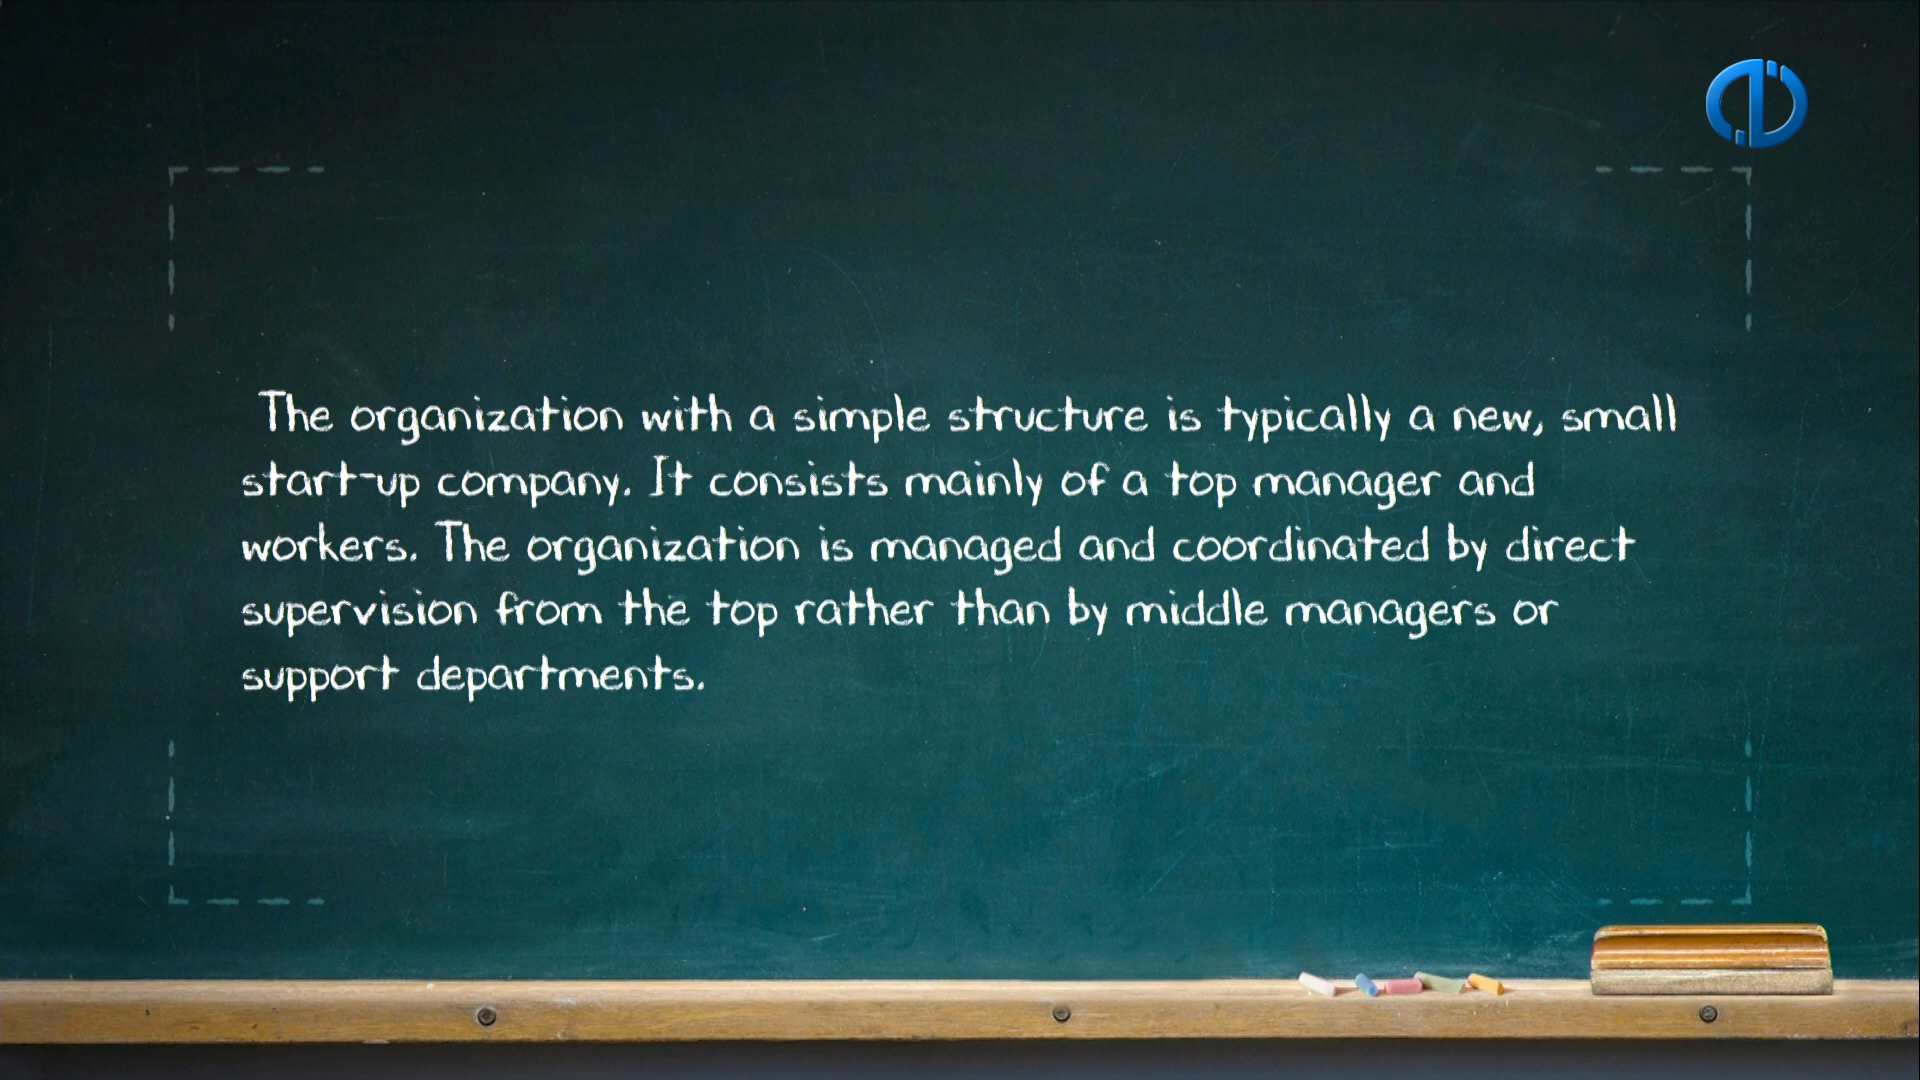 The organization with a simple structure is typically a new, small
start-up company. It consists mainly of a top manager and
workers. The organization is managed and coordinated by direct
supervision from the top rather than by middle managers or
support departments.